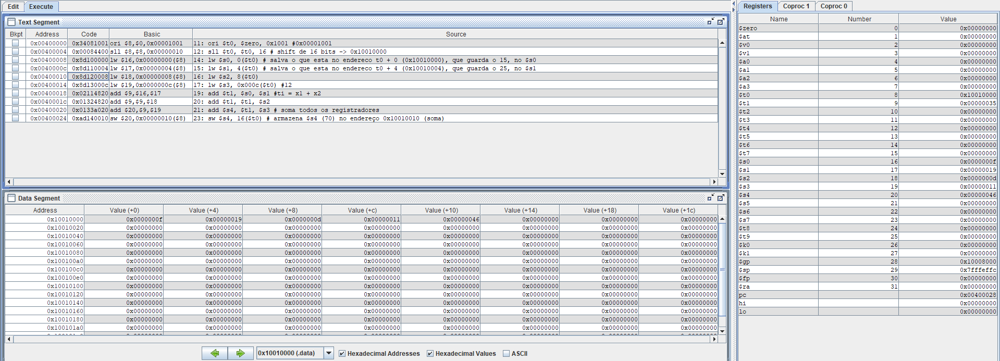 Edit Execute
Text Segment
Bkpt Address Code Basic Source
0x00400000 0x34081001 ori $8,$0,0x00001001 11: ori $t0, $zero, 0x1001 #0x00001001
0x00400004 0x00084400 sll $8,$8,0x00000010 12: sll $t0, $t0, 16 # shift de 16 bits -> 0x10010000
0x00400008 0x8d100000 lw $16,0x00000000($8) 14: lw $s0, 0($t0) # salva o que esta no endereco t0 + 0 (0x10010000), que guarda o 15, no $s0
0x0040000c 0x8d110004 lw $17,0x00000004($8) 15: lw $s1, 4($t0) # salva o que esta no endereco t0 + 4 (0x10010004), que guarda o 25, no $s1
0x00400010 0x8d120008 lw $18,0x00000008($8) 16: lw $s2, 8($t0)
0x00400014 0x8d13000c lw $19,0x0000000c($8) 17: lw $s3, 0x000c($t0) #12
0x00400018 0x02114820 add $9,$16,$17 19: add $t1, $s0, $s1 #ti = x1 + x2
0x0040001c 0x01324820 add $9,$9,$18 20: add $t1, $t1, $s2
0x00400020 0x0133a020 add $20,$9,$19 21: add $s4, $t1, $s3 # soma todos os registradores
0x00400024 0xad140010 sw $20,0x00000010($8) 23: sw $s4, 16($t0) # armazena $s4 (70) no endereço 0x10010010 (soma)
Data Segment
Address Value (+0) Value (+4) Value (+8) Value (+c) Value (+10) Value (+14) Value (+18) Value (+1c)
0x10010000 0x0000000f 0x00000019 0x0000000d 0x00000011 0x00000046 0x00000000 0x00000000 0x00000000
0x10010020 0x00000000 0x00000000 0x00000000 0x00000000 0x00000000 0x00000000 0x00000000 0x00000000
0x10010040 0x00000000 0x00000000 0x00000000 0x00000000 0x00000000 0x00000000 0x00000000 0x00000000
0x10010060 0x00000000 0x00000000 0x00000000 0x00000000 0x00000000 0x00000000 0x00000000 0x00000000
0x10010080 0x00000000 0x00000000 0x00000000 0x00000000 0x00000000 0x00000000 0x00000000 0x00000000
0x100100a0 0x00000000 0x00000000 0x00000000 0x00000000 0x00000000 0x00000000 0x00000000 0x00000000
0x100100c0 0x00000000 0x00000000 0x00000000 0x00000000 0x00000000 0x00000000 0x00000000 0x00000000
0x100100e0 0x00000000 0x00000000 0x00000000 0x00000000 0x00000000 0x00000000 0x00000000 0x00000000
0x10010100 0x00000000 0x00000000 0x00000000 0x00000000 0x00000000 0x00000000 0x00000000 0x00000000
0x10010120 0x00000000 0x00000000 0x00000000 0x00000000 0x00000000 0x00000000 0x00000000 0x00000000
0x10010140 0x00000000 0x00000000 0x00000000 0x00000000 0x00000000 0x00000000 0x00000000 0x00000000
0x10010160 0x00000000 0x00000000 0x00000000 0x00000000 0x00000000 0x00000000 0x00000000 0x00000000
0x10010180 0x00000000 0x00000000 0x00000000 0x00000000 0x00000000 0x00000000 0x00000000 0x00000000
0x100101a0 0x00000000 0x00000000 0x00000000 0x00000000 0x00000000 0x00000000 0x00000000 0x00000000
0x10010000 (.data) Hexadecimal Addresses Hexadecimal Values ASCII
Registers Coproc 1 Coproc 0
Name Number Value
$zero 0 0x00000000
$at 1 0x00000000
$v0 2 0x00000000
$v1 3 0x00000000
$a0 4 0x00000000
$a1 5 0x00000000
$a2 6 0x00000000
$a3 7 0x00000000
$t0 8 0x10010000
$t1 9 0x00000035
$t2 10 0x00000000
$t3 11 0x00000000
$t4 12 0x00000000
$t5 13 0x00000000
$t6 14 0x00000000
$t7 15 0x00000000
$s0 16 0x0000000f
$s1 17 0x00000019
$s2 18 0x0000000d
$s3 19 0x00000011
$s4 20 0x00000046
$s5 21 0x00000000
$s6 22 0x00000000
$s7 23 0x00000000
$t8 24 0x00000000
$t9 25 0x00000000
$k0 26 0x00000000
$k1 27 0x00000000
$gp 28 0x10008000
$sp 29 0x7fffeffc
$fp 30 0x00000000
$ra 31 0x00000000
pc 0x00400028
hi 0x00000000
lo 0x00000000